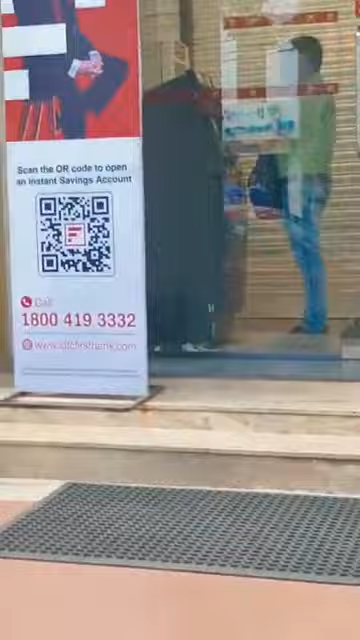 Scan the QR code to open
an Instant Savings Account
Call
1800 419 3332
www.idfcfirstbank.com